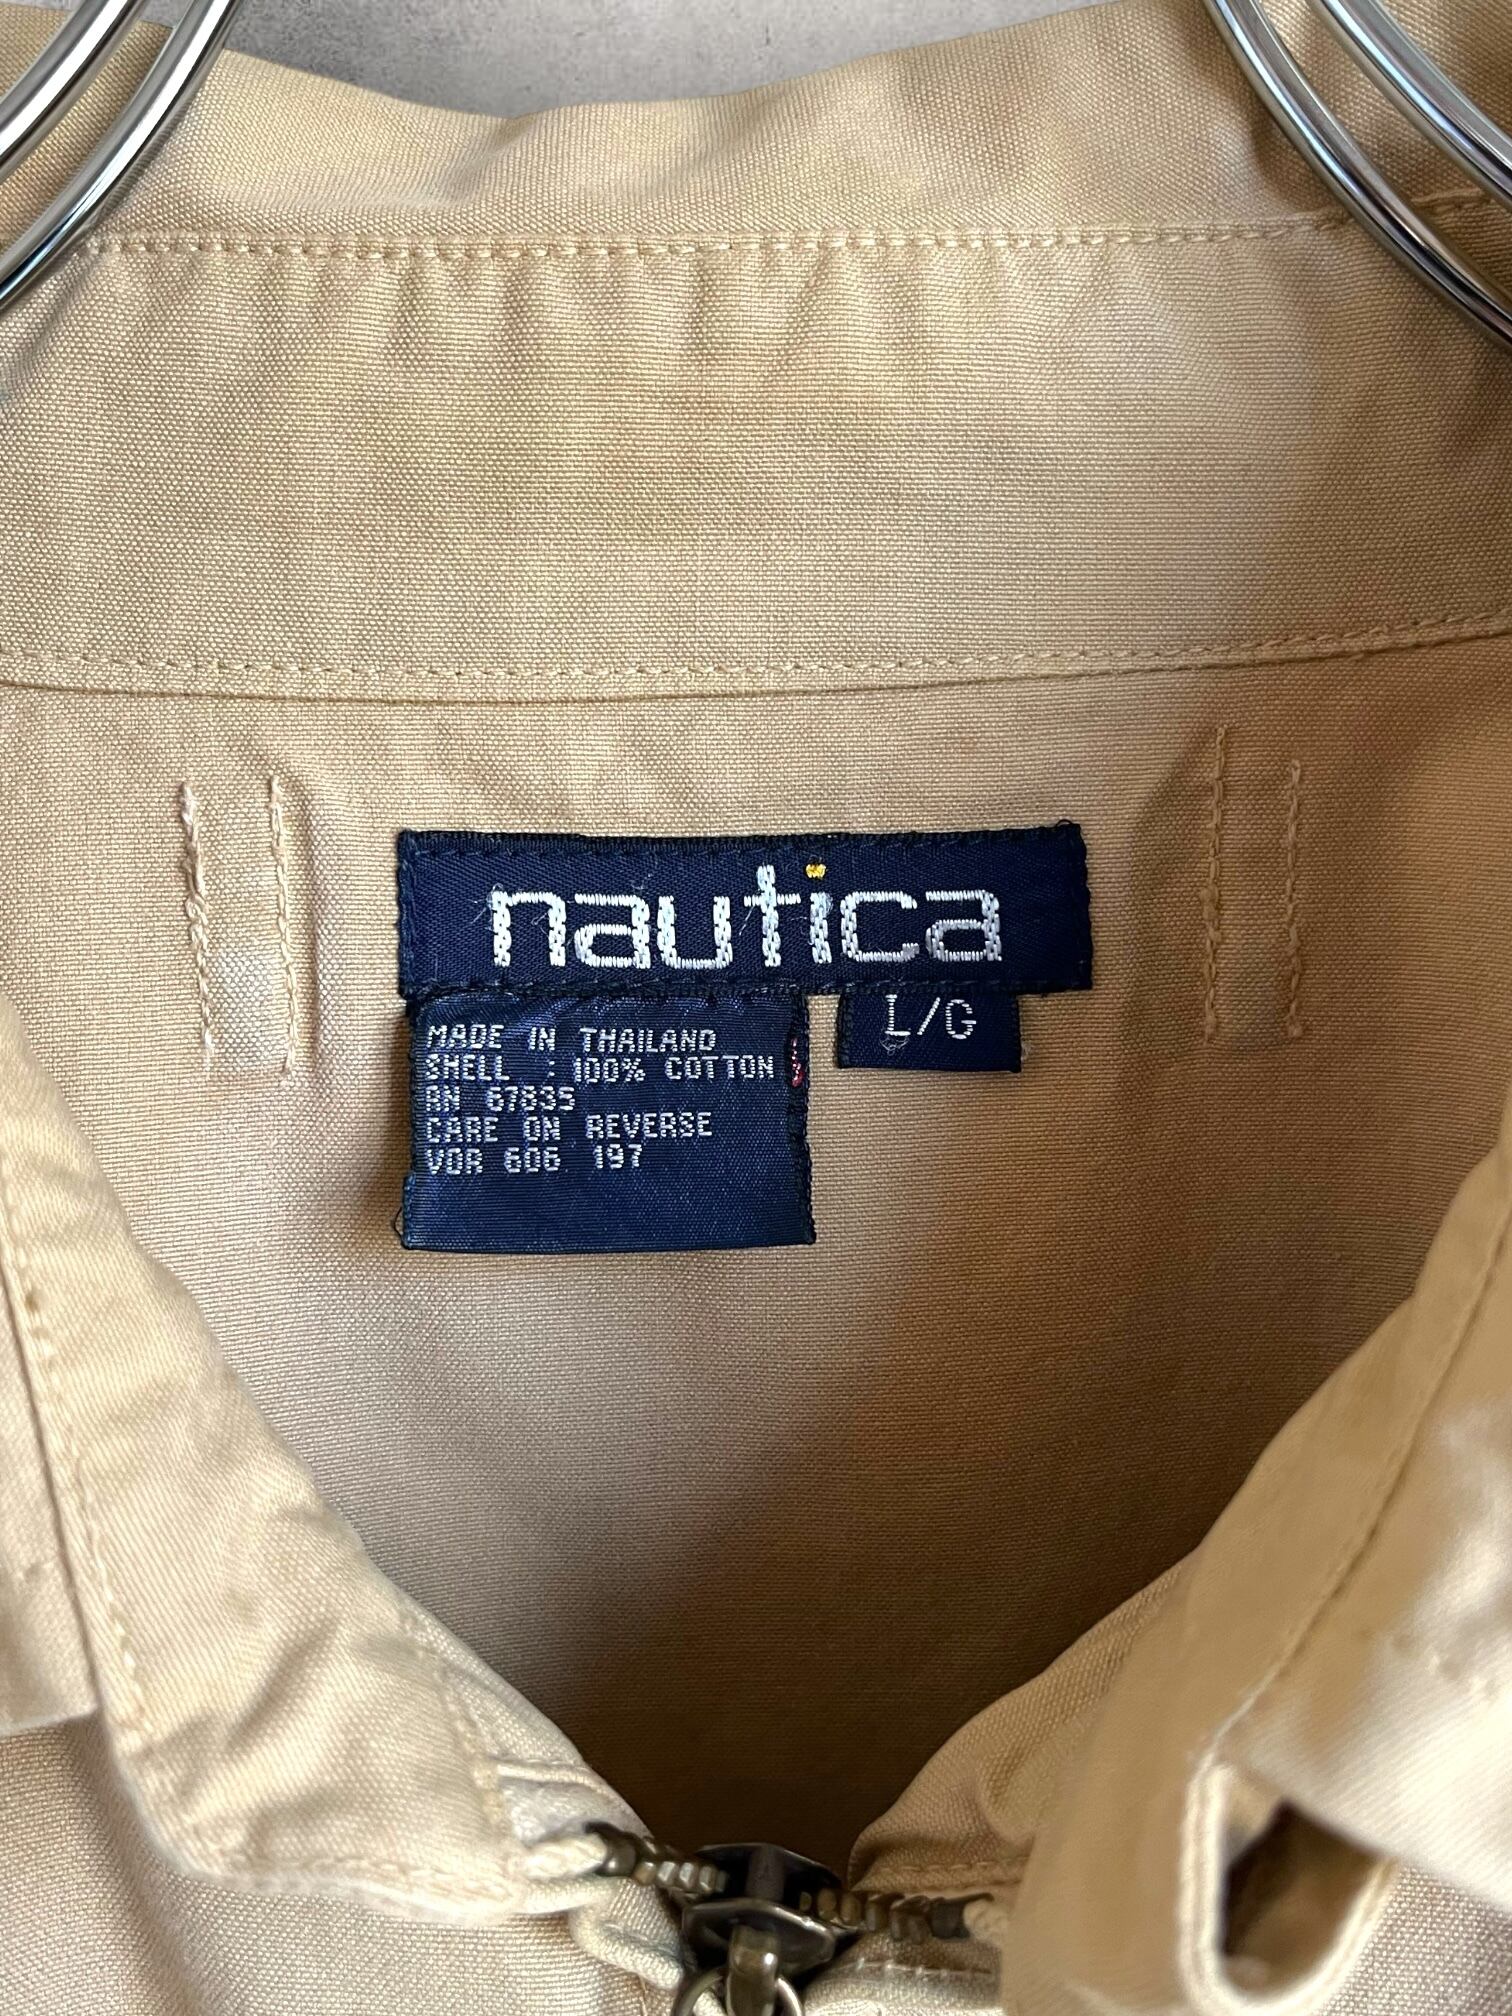 nautica
L/G
MADE IN THAILAND
SHELL : 100% COTTON
RN 67835
CARE ON REVERSE
VOR 606 197